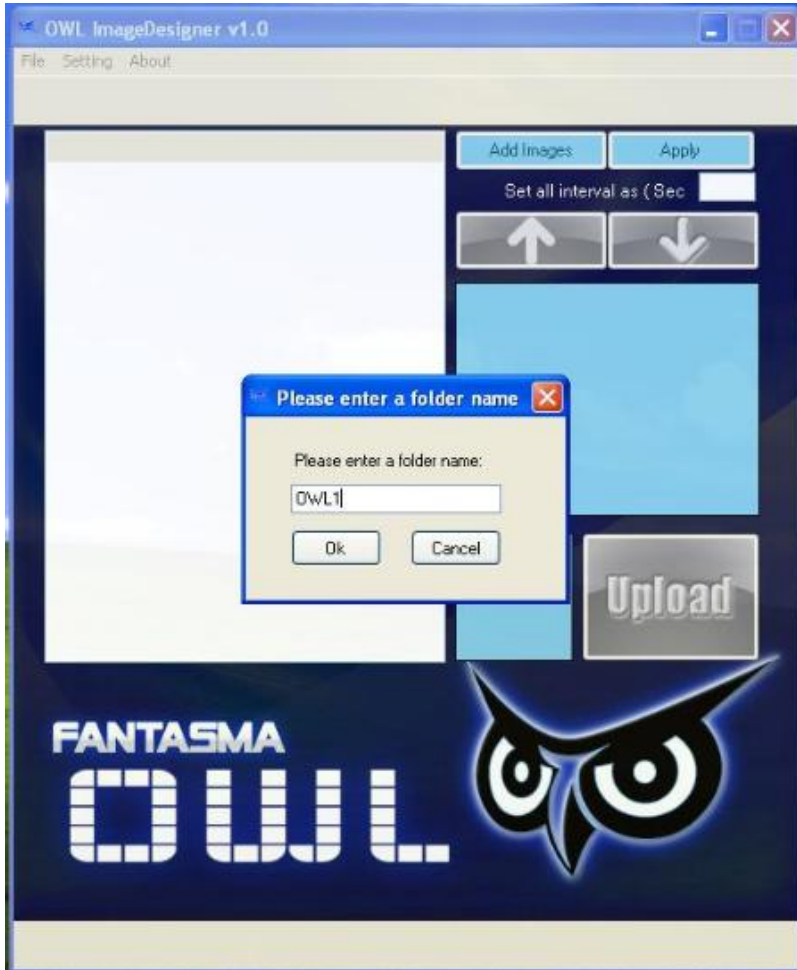 OWL ImageDesigner v1.0
File Setting About
Add Images Apply
Set all interval as ( Sec
Please enter a folder name
Please enter a folder name:
OWL1
Ok Cancel
Upload
FANTASMA
OWL